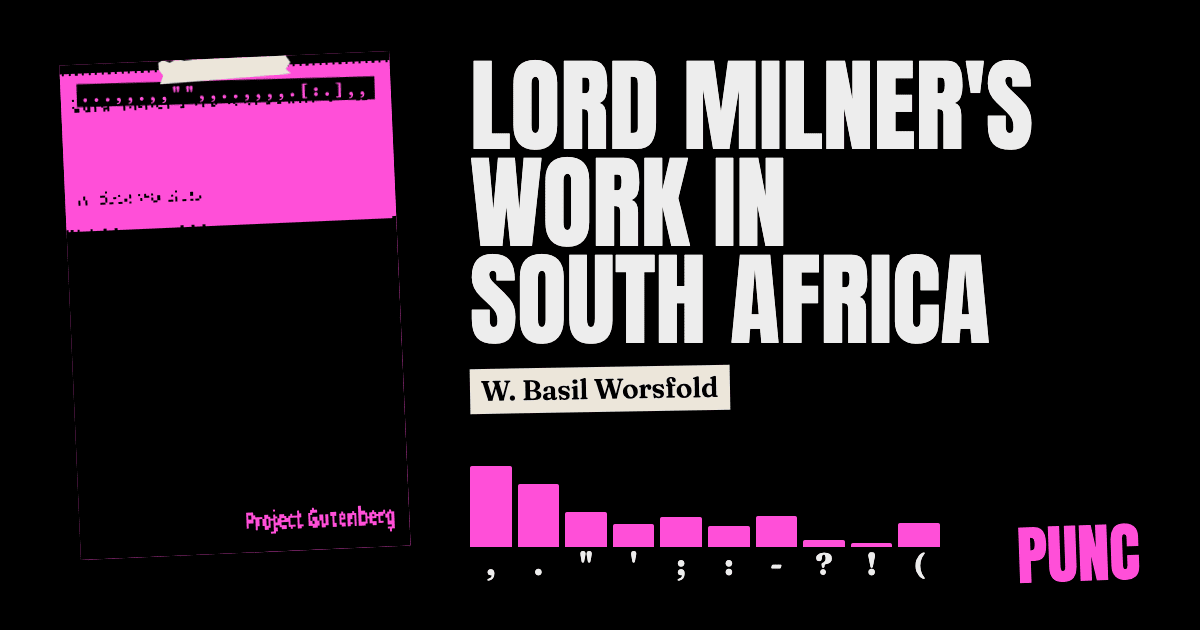 ...,,.,,"",,..,,,,.[:.],,
Project Gutenberg
LORD MILNER'S
WORK IN
SOUTH AFRICA
W. Basil Worsfold
, . " ' ; : - ? ! (
PUNC